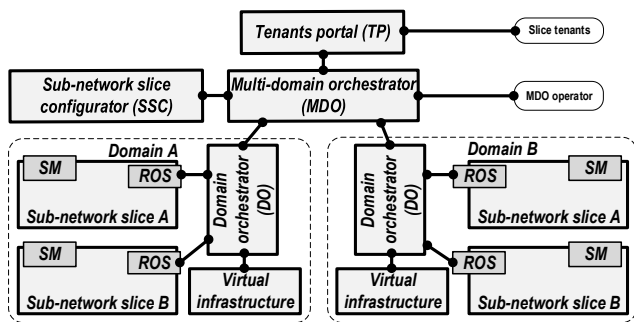 Tenants portal (TP)
Slice tenants
Sub-network slice
configurator (SSC)
Multi-domain orchestrator
(MDO)
MDO operator
Domain A
SM
ROS
Sub-network slice A
SM
ROS
Sub-network slice B
Domain
orchestrator
(DO)
Virtual
infrastructure
Domain B
Domain
orchestrator
(DO)
Virtual
infrastructure
SM
ROS
Sub-network slice A
SM
ROS
Sub-network slice B